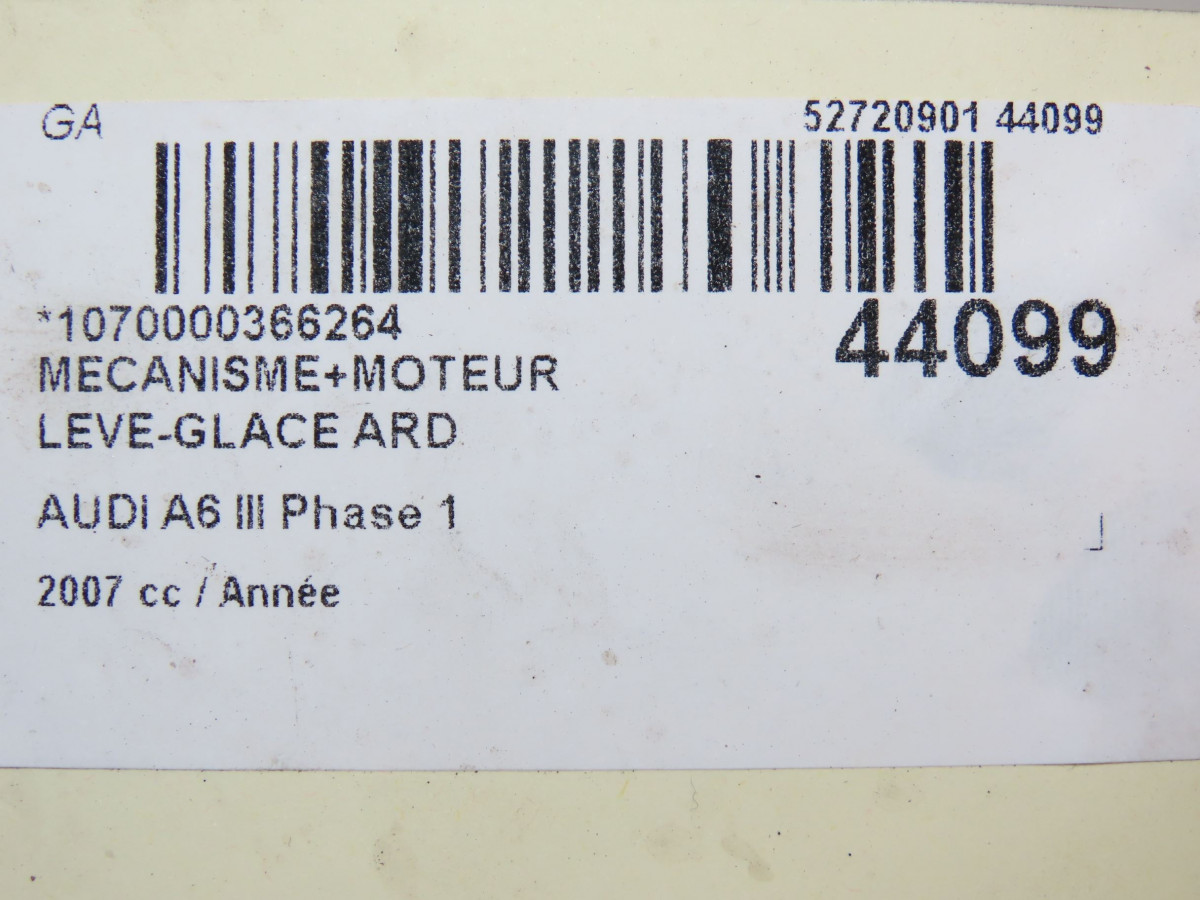 GA
52720901 44099
*1070000366264
44099
MECANISME+MOTEUR
LEVE-GLACE ARD
AUDI A6 III Phase 1
2007 cc / Année